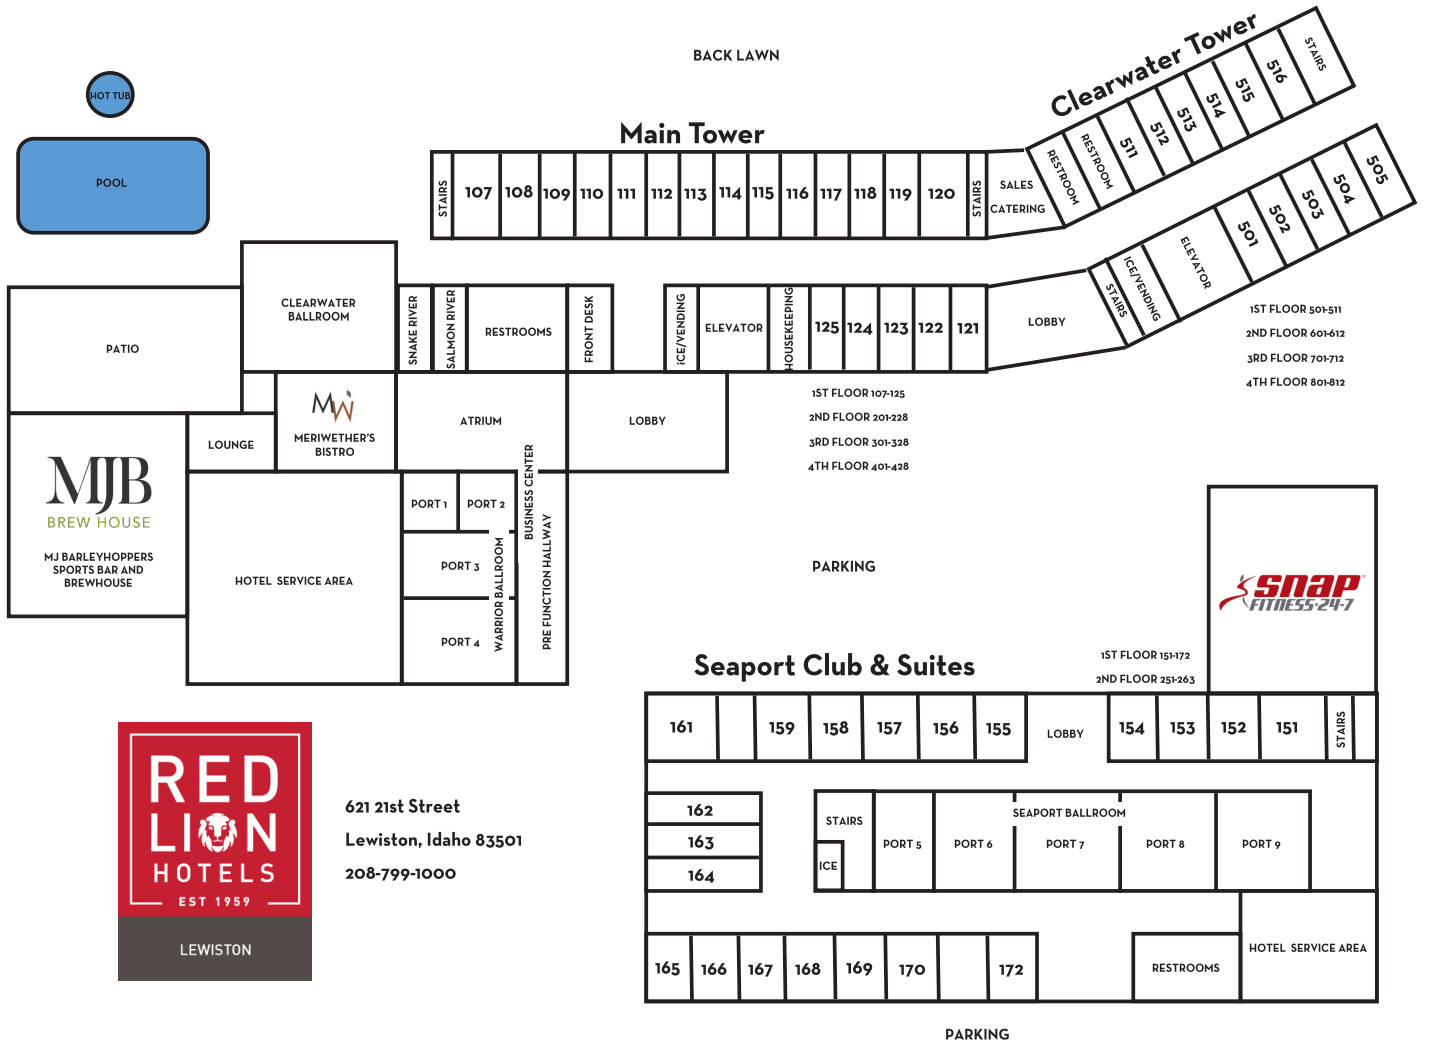 BACK LAWN
Clearwater Tower
HOT TUB
POOL
Main Tower
STAIRS
107
108
109
110
111
112
113
114
115
116
117
118
119
120
STAIRS
SALES
CATERING
RESTROOM
RESTROOM
511
512
513
514
515
516
STAIRS
LOBBY
STAIRS
ICE/VENDING
ELEVATOR
501
502
503
504
505
1ST FLOOR 501-511
2ND FLOOR 601-612
3RD FLOOR 701-712
4TH FLOOR 801-812
PATIO
CLEARWATER
BALLROOM
SNAKE RIVER
SALMON RIVER
RESTROOMS
FRONT DESK
iCE/VENDING
ELEVATOR
HOUSEKEEPING
125
124
123
122
121
1ST FLOOR 107-125
2ND FLOOR 201-228
3RD FLOOR 301-328
4TH FLOOR 401-428
LOUNGE
MW
MERIWETHER'S
BISTRO
ATRIUM
LOBBY
MJB
BREW HOUSE
MJ BARLEYHOPPERS
SPORTS BAR AND
BREWHOUSE
HOTEL SERVICE AREA
PORT 1
PORT 2
PORT 3
PORT 4
WARRIOR BALLROOM
BUSINESS CENTER
PRE FUNCTION HALLWAY
PARKING
snap
FITNESS-24-7
Seaport Club & Suites
1ST FLOOR 151-172
2ND FLOOR 251-263
161
159
158
157
156
155
LOBBY
154
153
152
151
STAIRS
162
163
164
STAIRS
ICE
SEAPORT BALLROOM
PORT 5
PORT 6
PORT 7
PORT 8
PORT 9
165
166
167
168
169
170
172
RESTROOMS
HOTEL SERVICE AREA
PARKING
RED
LION
HOTELS
EST 1959
LEWISTON
621 21st Street
Lewiston, Idaho 83501
208-799-1000